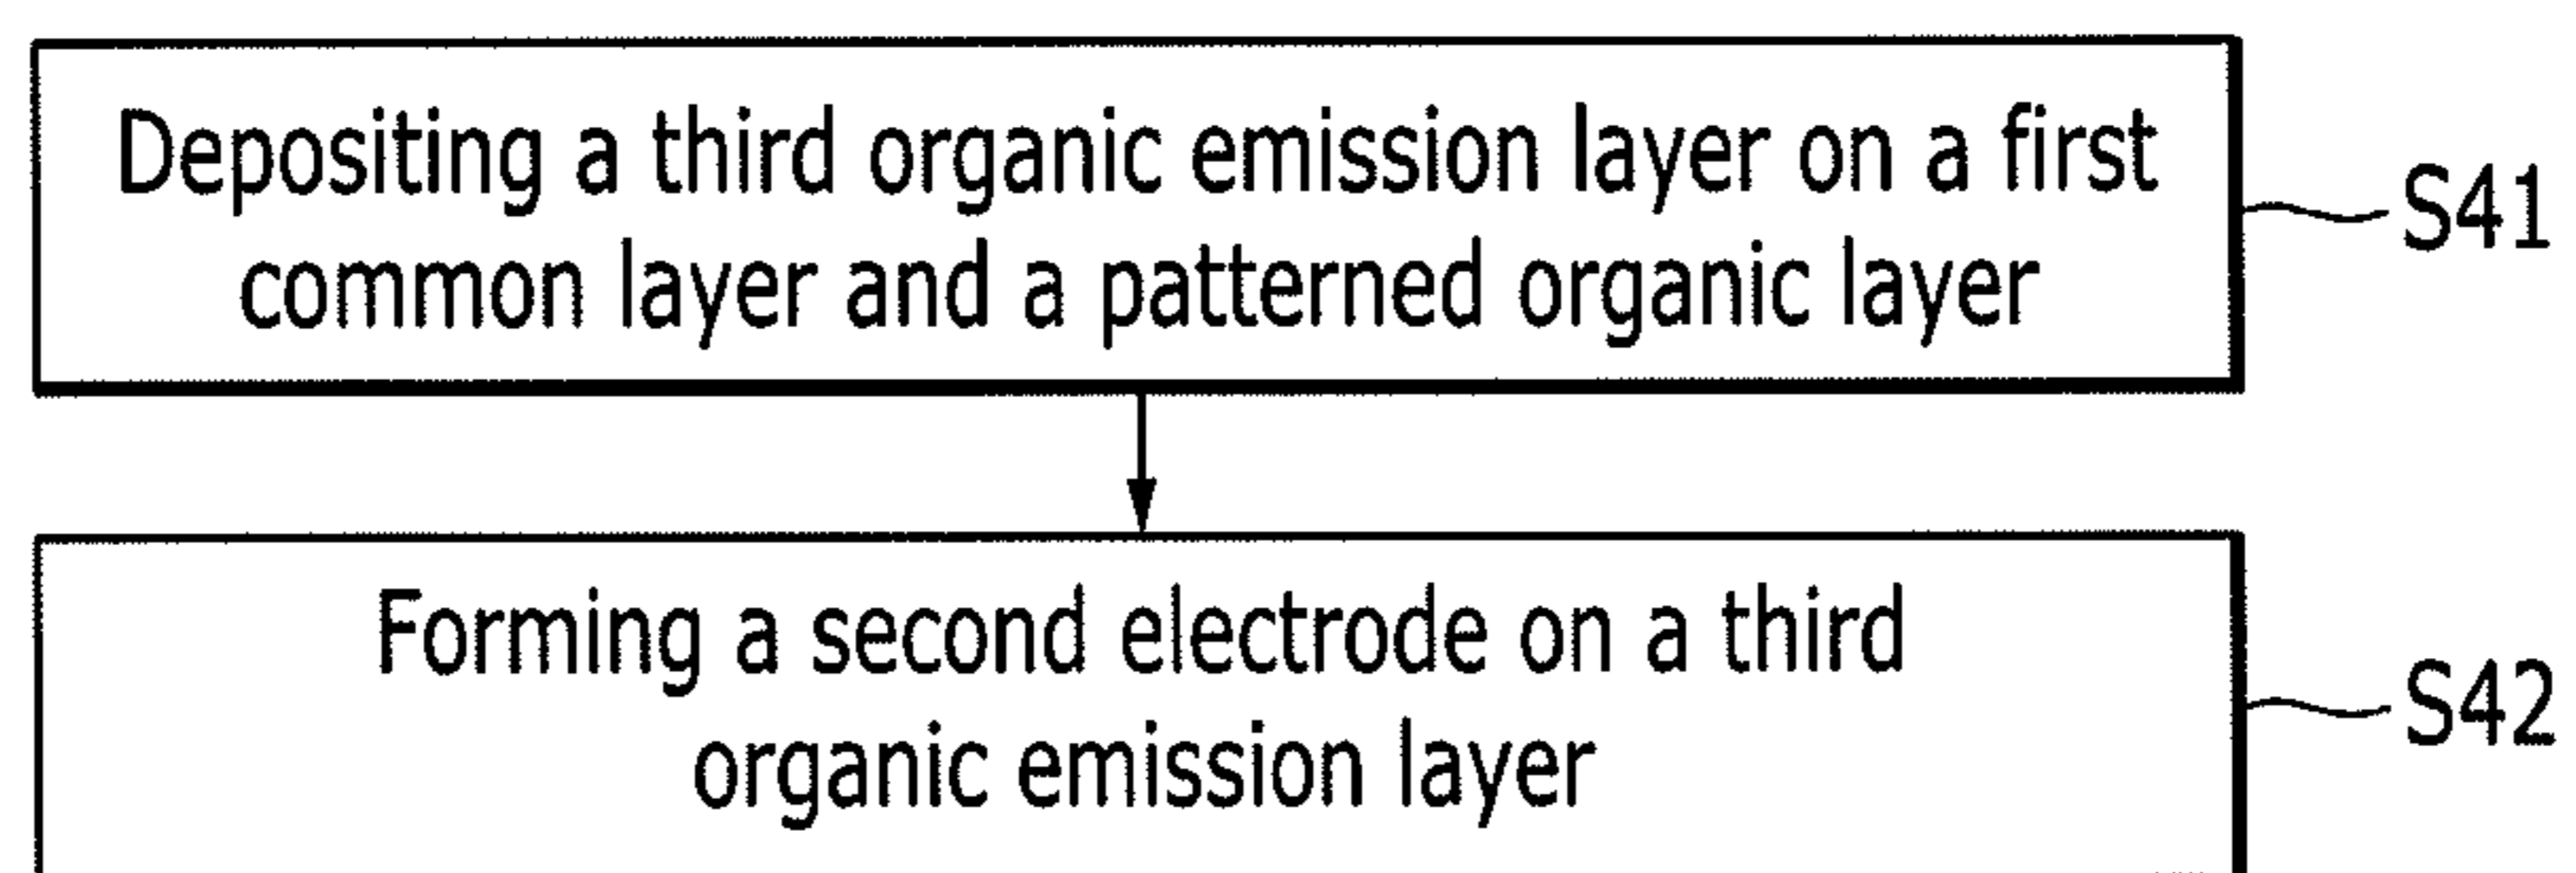 Depositing a third organic emission layer on a first
common layer and a patterned organic layer
S41
Forming a second electrode on a third
organic emission layer
S42